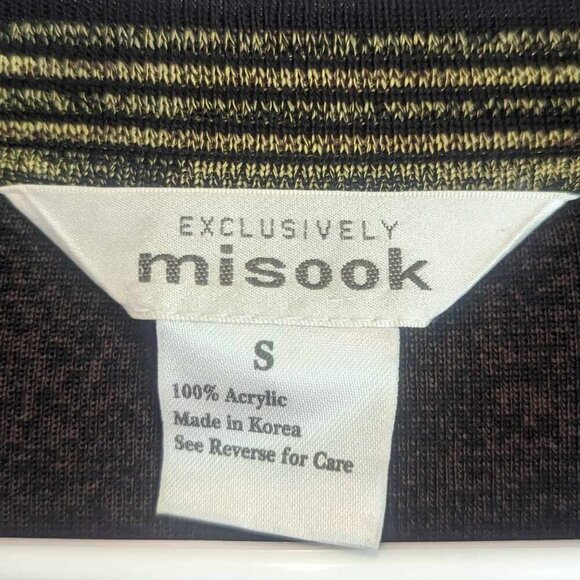 EXCLUSIVELY
misook
S
100% Acrylic
Made in Korea
See Reverse for Care